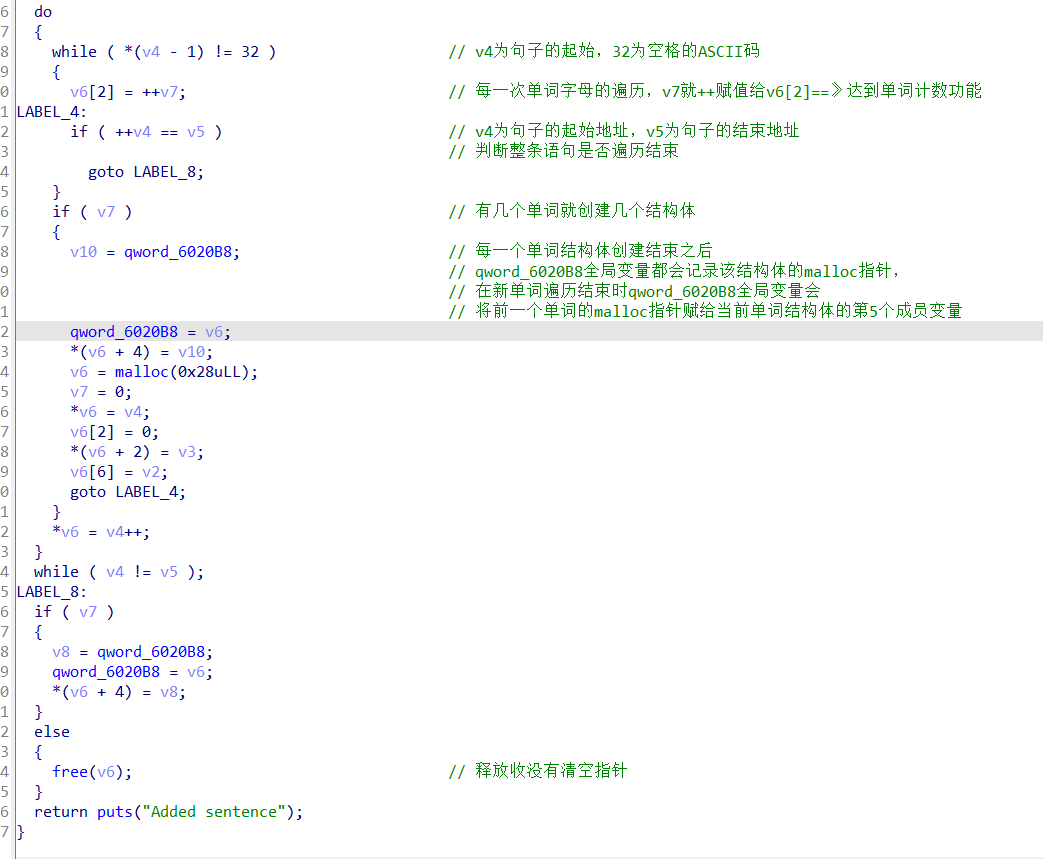 6 do
7 {
8 while ( *(v4 - 1) != 32 ) // v4为句子的起始，32为空格的ASCII码
9 {
0 v6[2] = ++v7; // 每一次单词字母的遍历，v7就++赋值给v6[2]==》达到单词计数功能
1 LABEL_4:
2 if ( ++v4 == v5 ) // v4为句子的起始地址，v5为句子的结束地址
3 // 判断整条语句是否遍历结束
4 goto LABEL_8;
5 }
6 if ( v7 ) // 有几个单词就创建几个结构体
7 {
8 v10 = qword_6020B8; // 每一个单词结构体创建结束之后
9 // qword_6020B8全局变量都会记录该结构体的malloc指针，
0 // 在新单词遍历结束时qword_6020B8全局变量会
1 // 将前一个单词的malloc指针赋给当前单词结构体的第5个成员变量
2 qword_6020B8 = v6;
3 *(v6 + 4) = v10;
4 v6 = malloc(0x28uLL);
5 v7 = 0;
6 *v6 = v4;
7 v6[2] = 0;
8 *(v6 + 2) = v3;
9 v6[6] = v2;
0 goto LABEL_4;
1 }
2 *v6 = v4++;
3 }
4 while ( v4 != v5 );
5 LABEL_8:
6 if ( v7 )
7 {
8 v8 = qword_6020B8;
9 qword_6020B8 = v6;
0 *(v6 + 4) = v8;
1 }
2 else
3 {
4 free(v6); // 释放收没有清空指针
5 }
6 return puts("Added sentence");
7 }